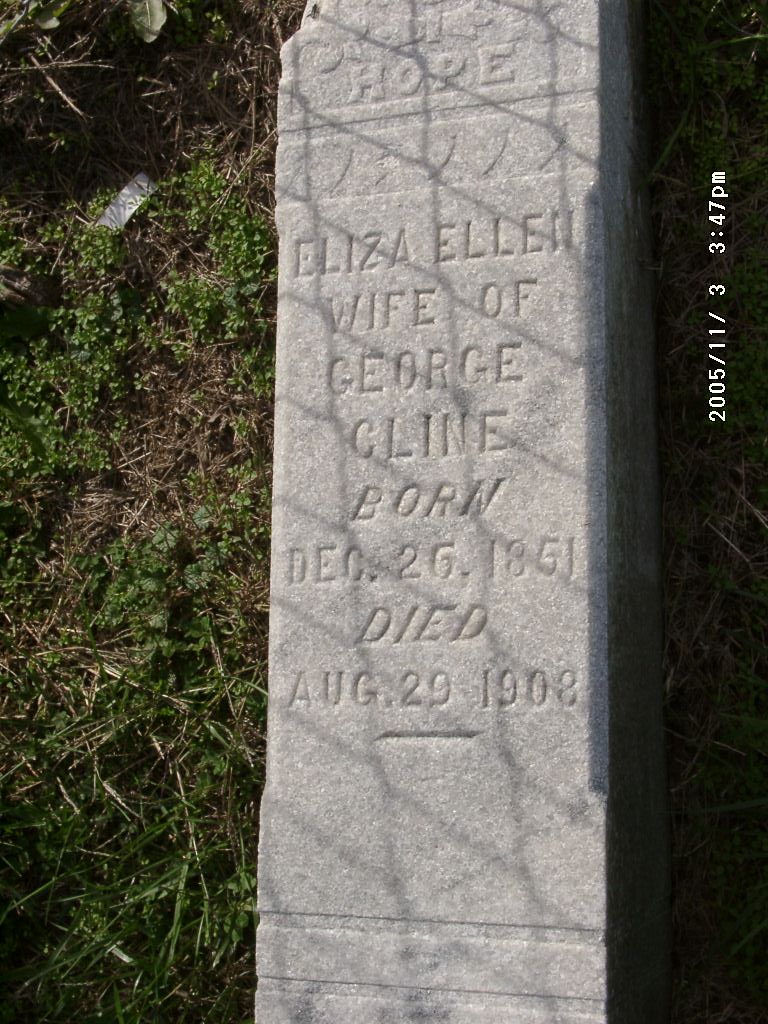 HOPE
ELIZA ELLEN
WIFE OF
GEORGE
CLINE
BORN
DEC. 26. 1851
DIED
AUG. 29 1908
2005/11/ 3 3:47pm